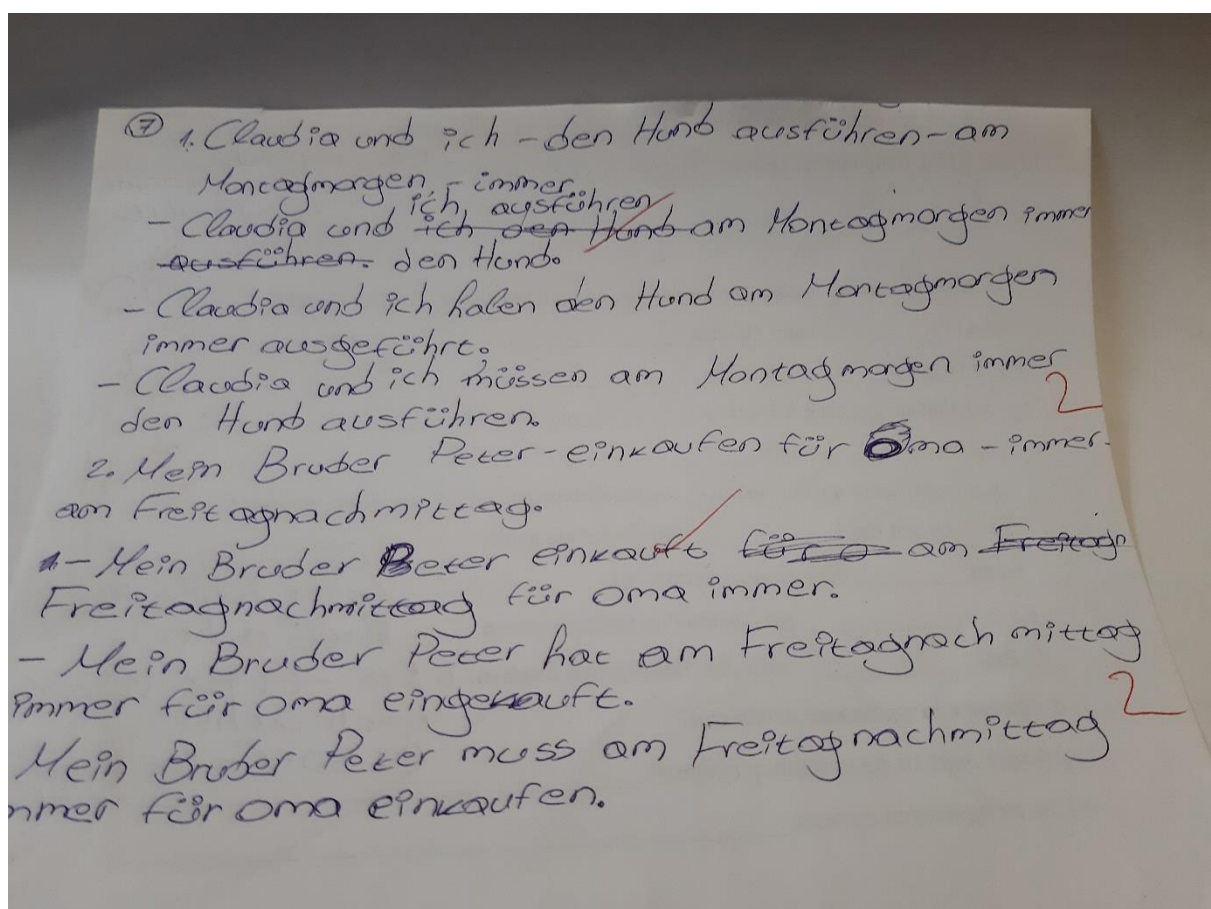 ⑦ 1. Claudia und ich - den Hund ausführen - am
Montagmorgen - immer
ich ausführen
- Claudia und ich den Hund am Montagmorgen immer
ausführen. den Hund.
- Claudia und ich haben den Hund am Montagmorgen
immer ausgeführt.
- Claudia und ich müssen am Montagmorgen immer
den Hund ausführen.
2
2. Mein Bruder Peter - einkaufen für Oma - immer -
am Freitagnachmittag.
- Mein Bruder Peter einkauft für am Freitagn
Freitagnachmittag für oma immer.
- Mein Bruder Peter hat am Freitagnachmittag
immer für oma eingekauft.
2
Mein Bruder Peter muss am Freitagnachmittag
mmer für oma einkaufen.